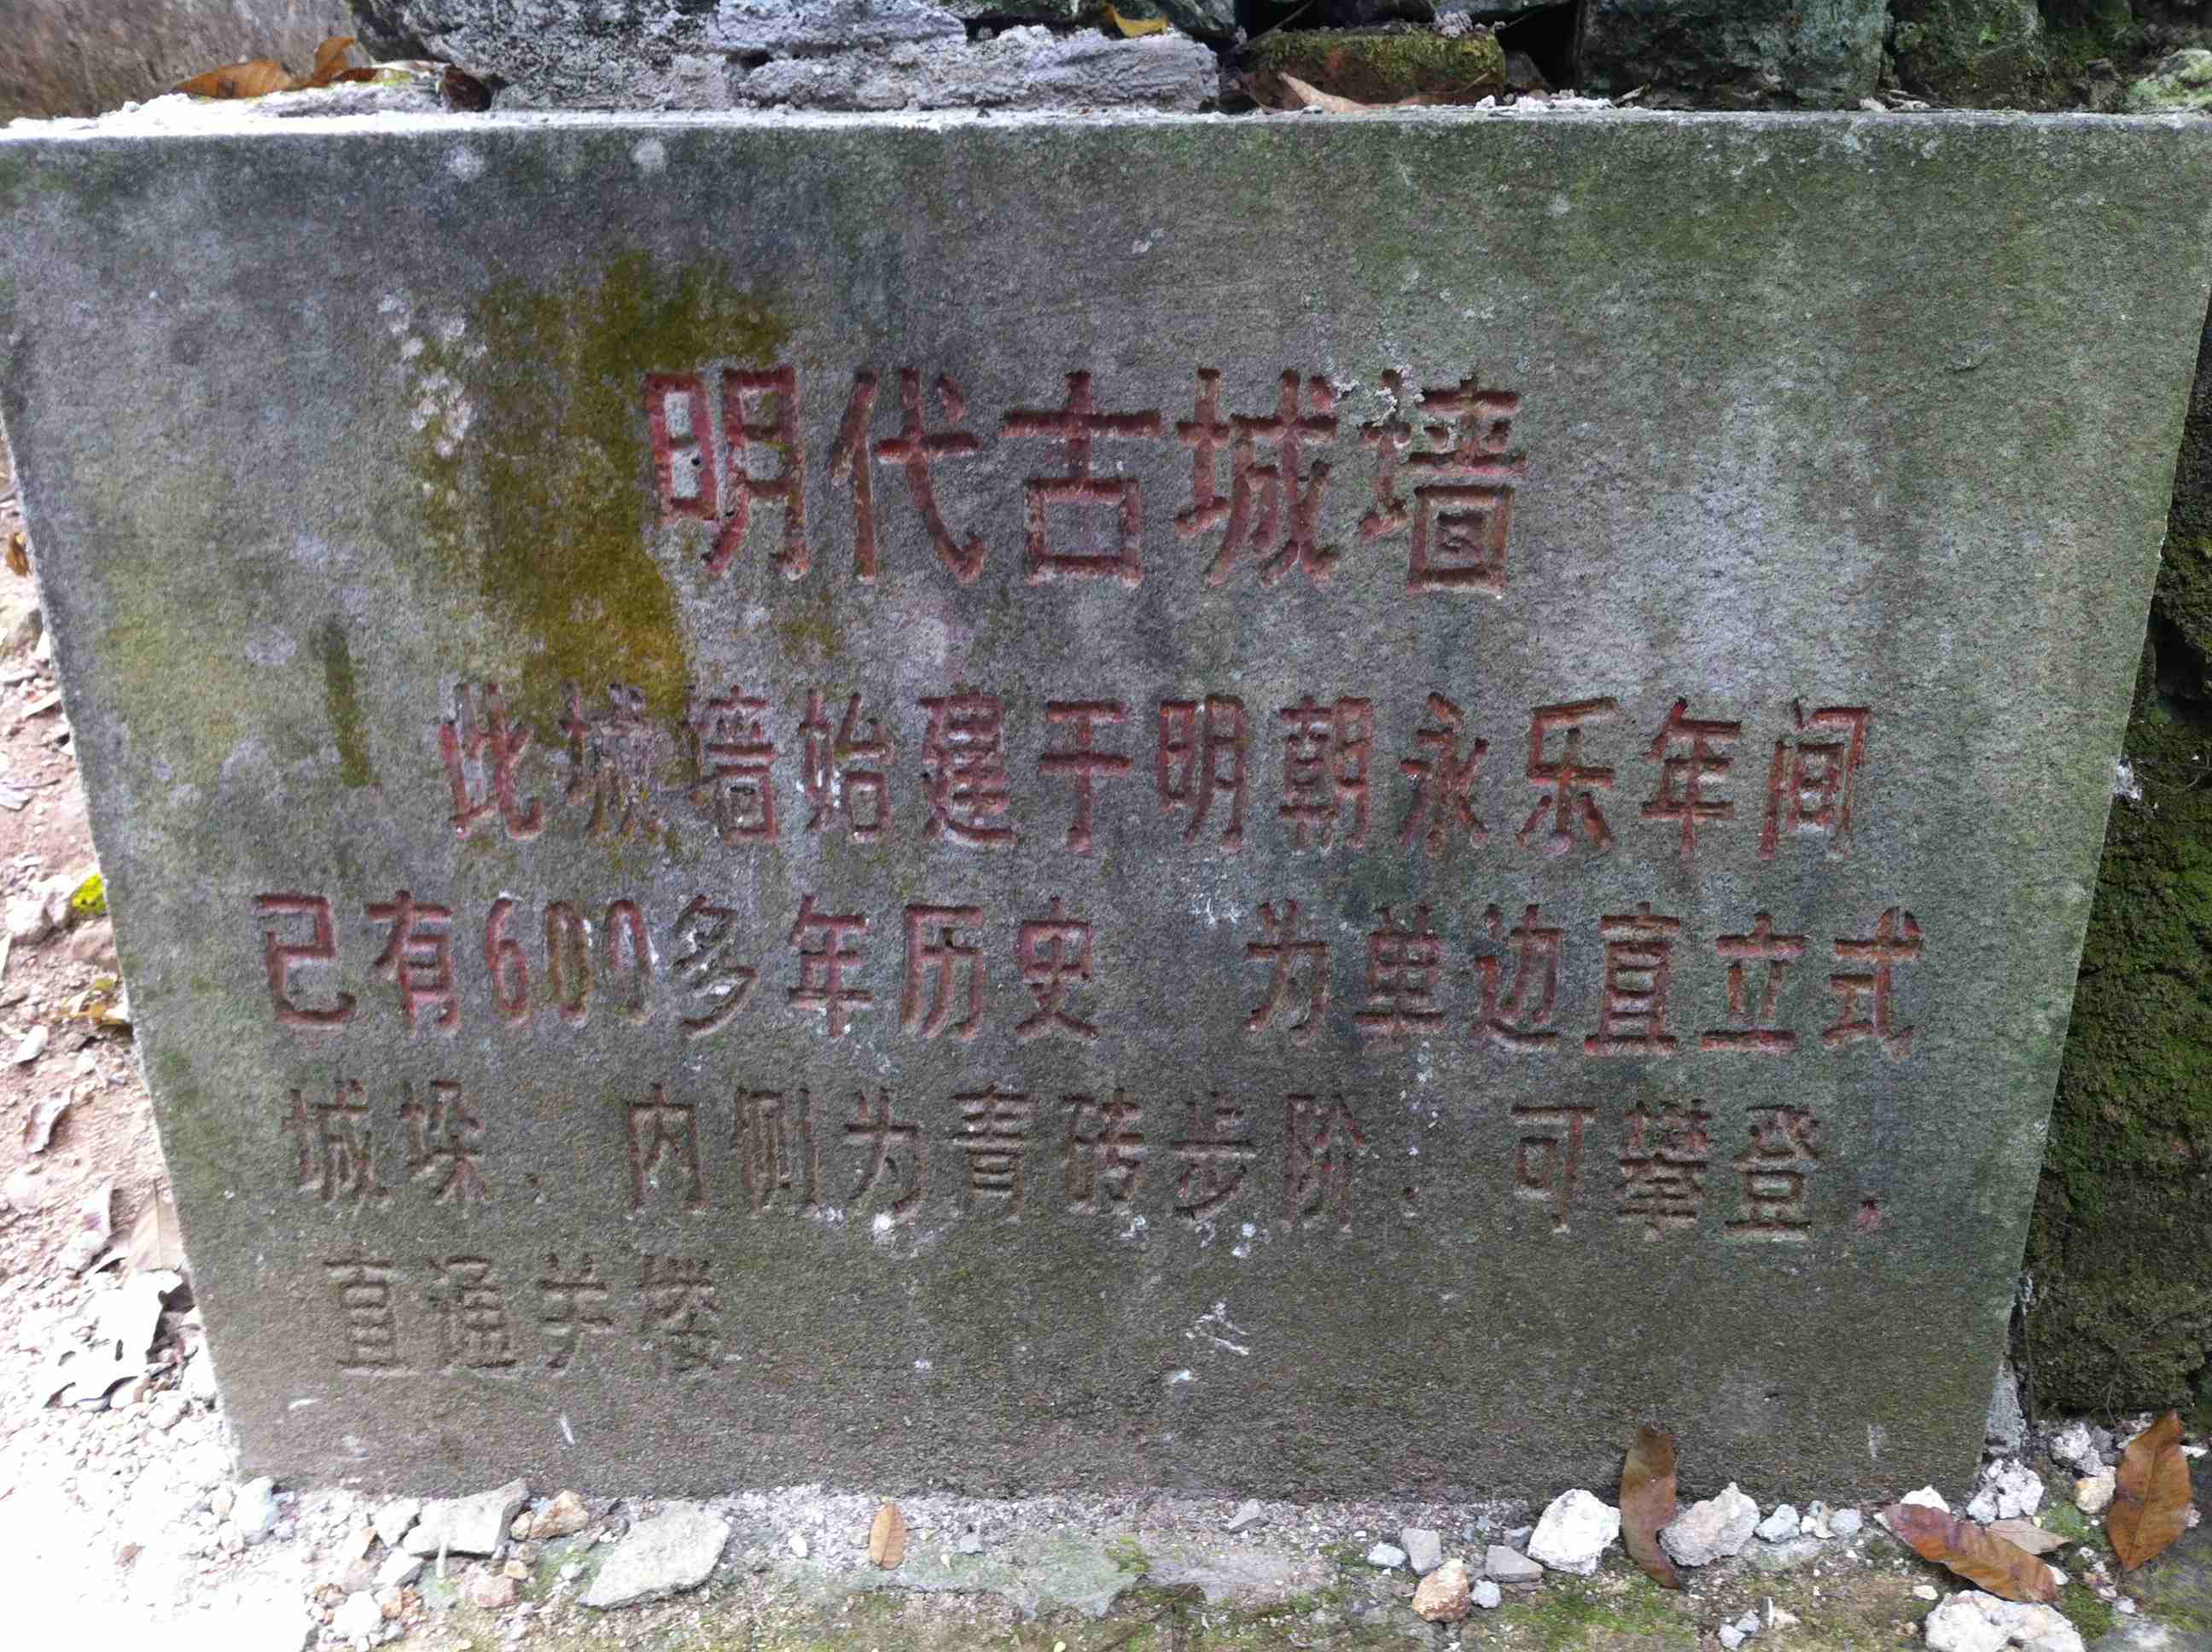 明代古城墙
此城墙始建于明朝永乐年间
已有600多年历史 为单边直立式
城垛.内侧为青砖步阶.可攀登.
直通关楼